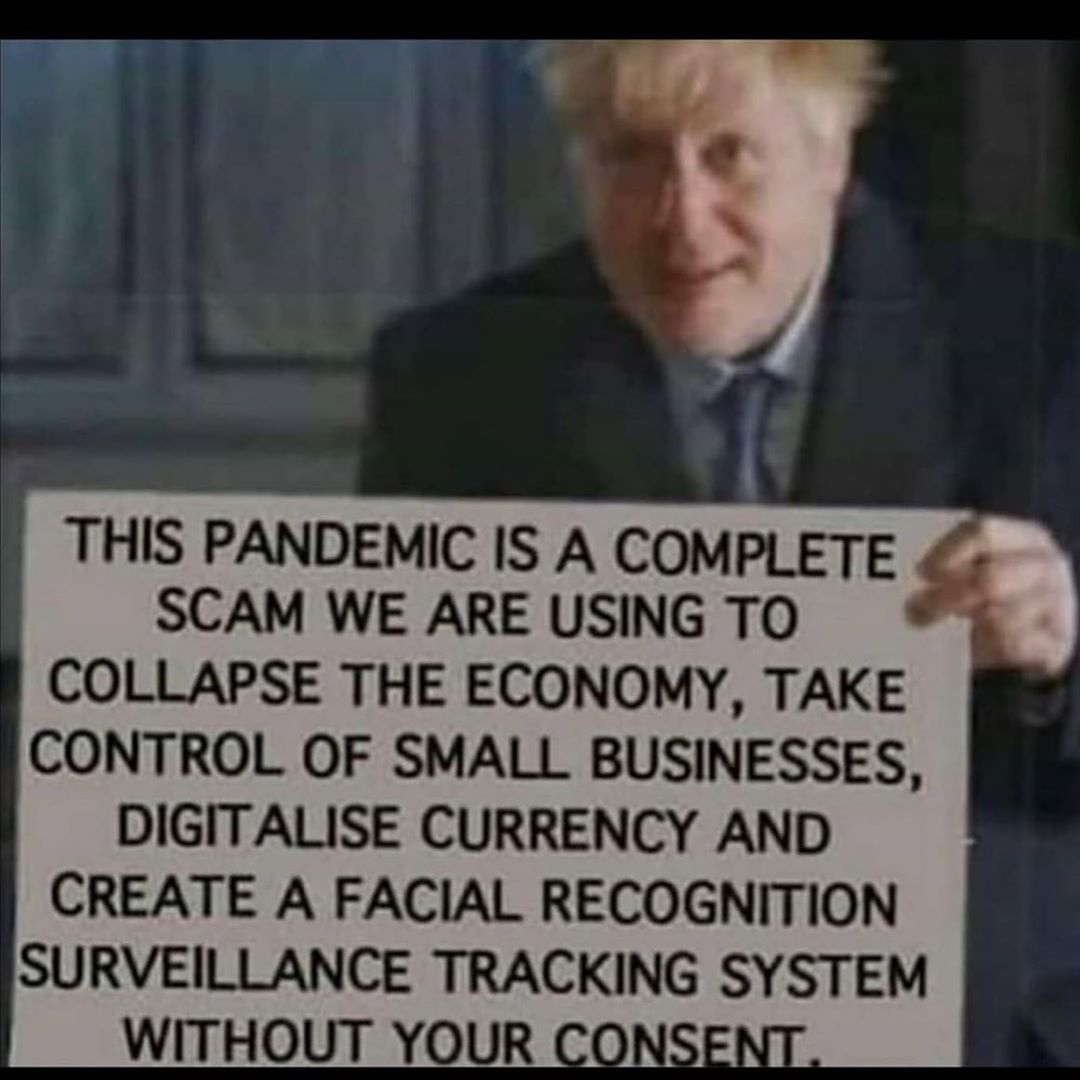 THIS PANDEMIC IS A COMPLETE
SCAM WE ARE USING TO
COLLAPSE THE ECONOMY, TAKE
CONTROL OF SMALL BUSINESSES,
DIGITALISE CURRENCY AND
CREATE A FACIAL RECOGNITION
SURVEILLANCE TRACKING SYSTEM
WITHOUT YOUR CONSENT.